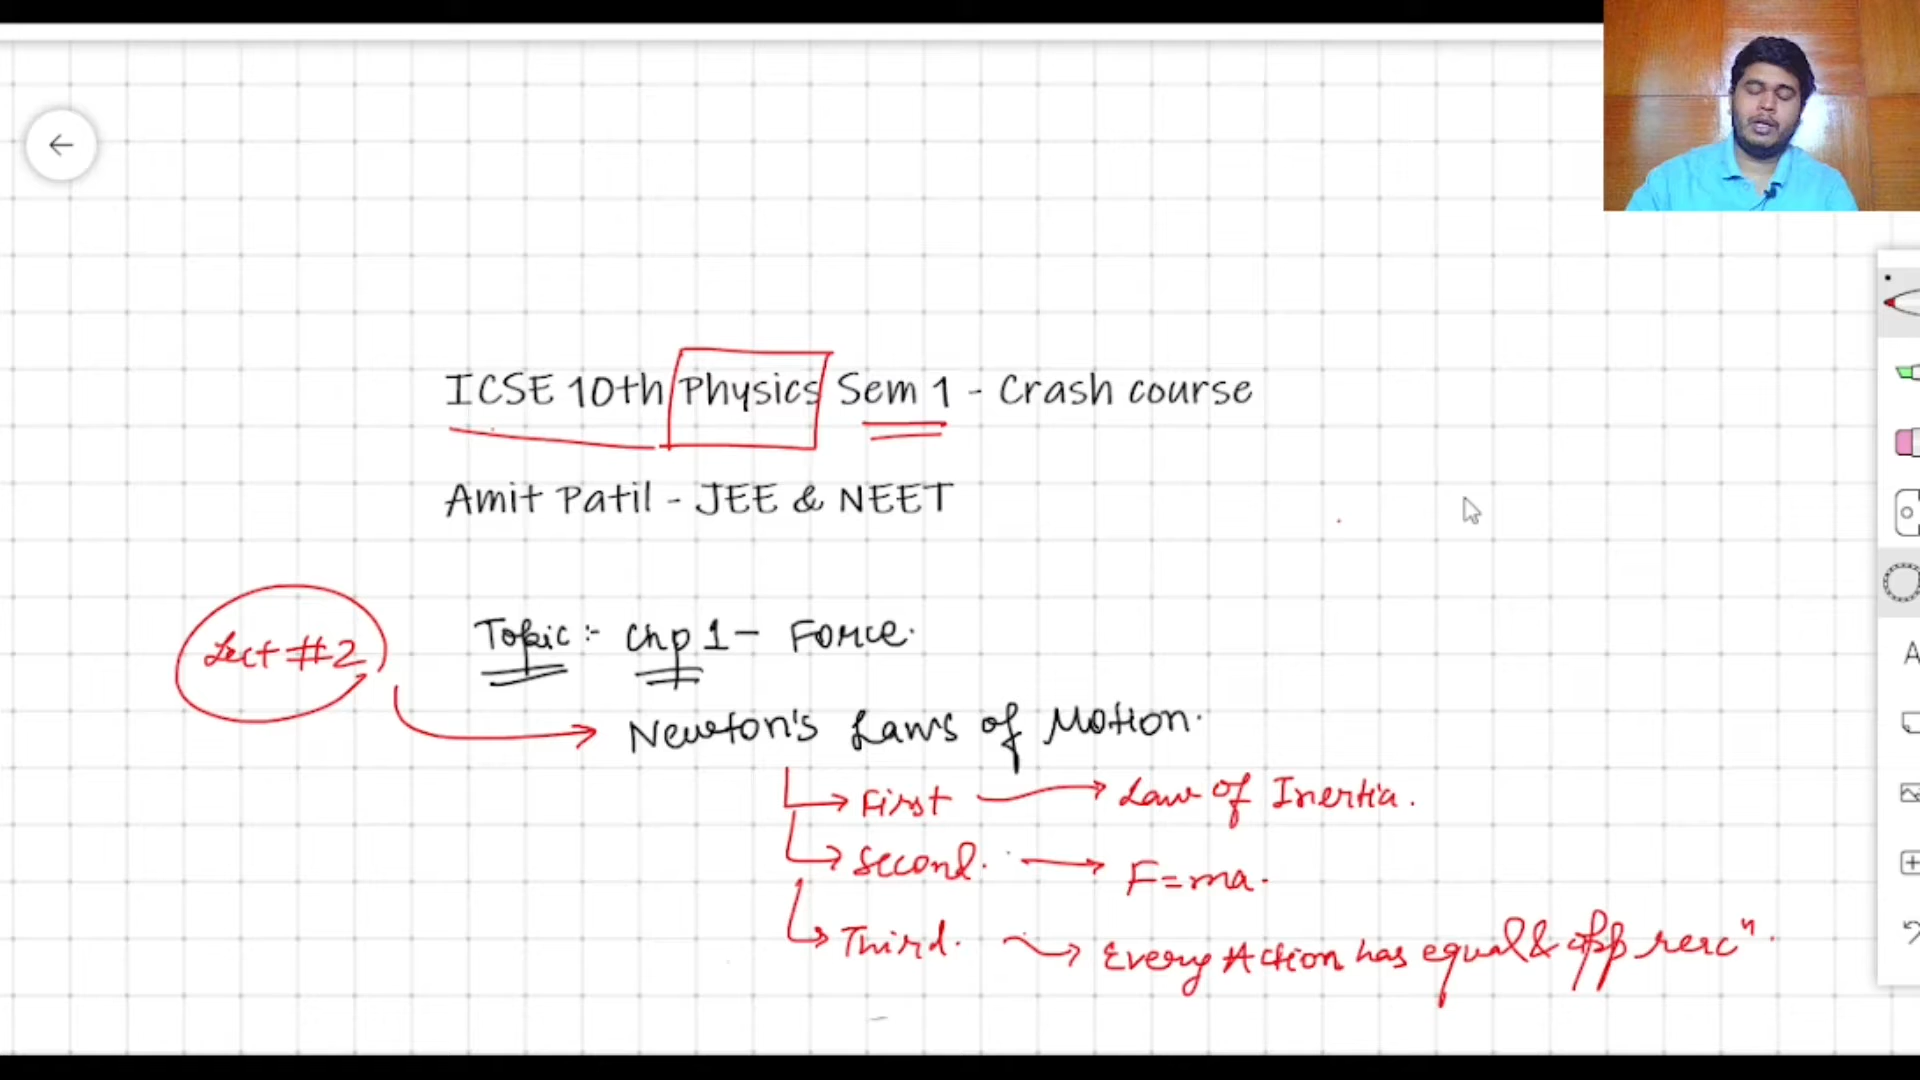 ICSE 10th Physics Sem 1 - Crash course
Amit Patil - JEE & NEET
Lect #2
Topic :- Chp 1 - Force.
Newton's Laws of Motion.
First → Law of Inertia.
Second. → F=ma.
Third. → Every Action has equal & opp reacⁿ.
A